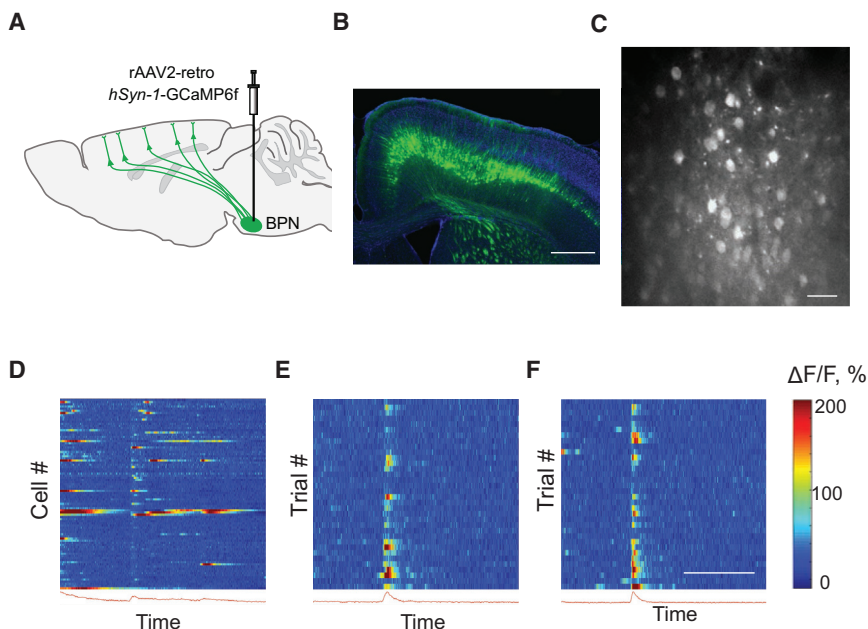 A
rAAV2-retro
hSyn-1-GCaMP6f
BPN
B
C
D
Cell #
Time
E
Trial #
Time
F
Trial #
Time
ΔF/F, %
200
100
0